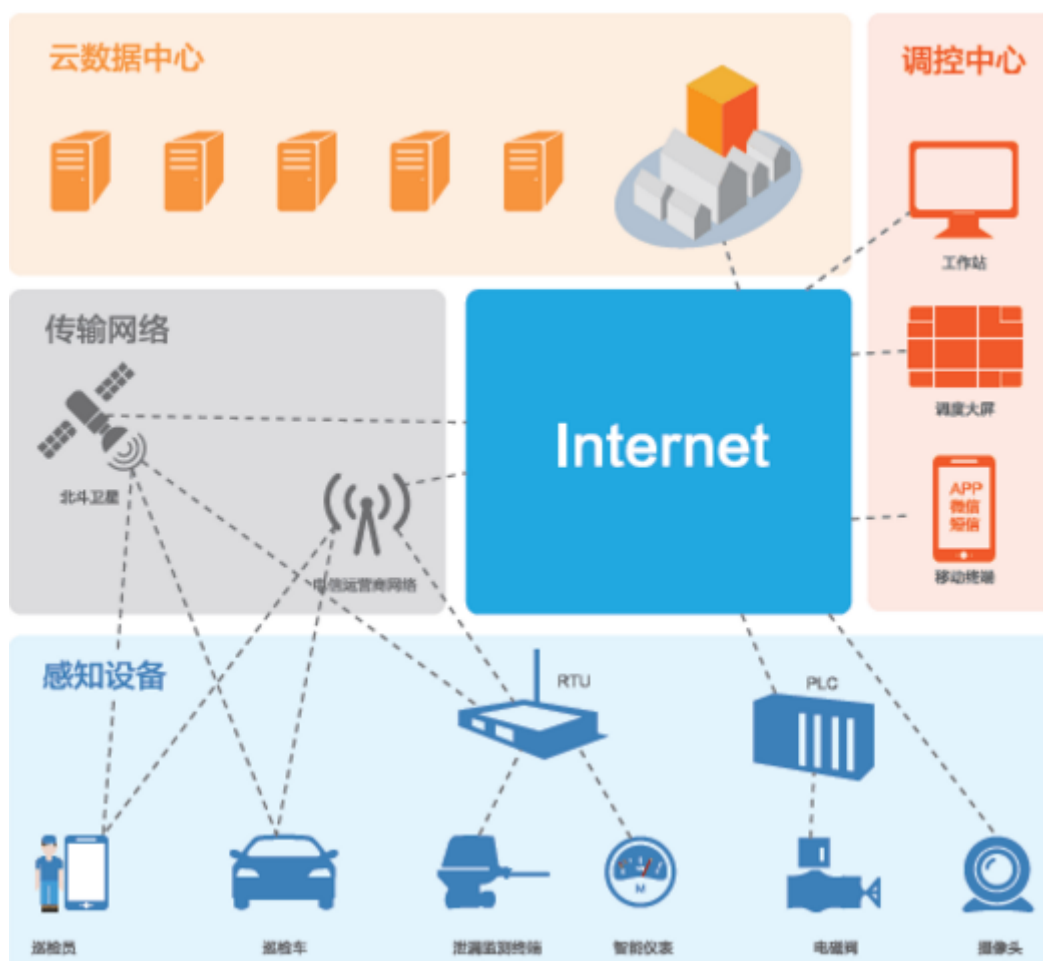 云数据中心
调控中心
工作站
传输网络
调度大屏
Internet
北斗卫星
APP
微信
短信
电信运营商网络
移动终端
感知设备
RTU
PLC
M
巡检员
巡检车
泄漏监测终端
智能仪表
电磁阀
摄像头